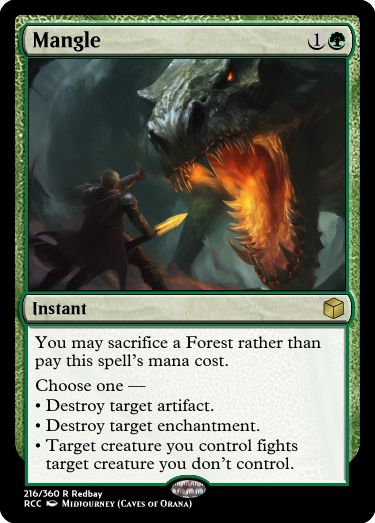 Mangle 1
Instant
You may sacrifice a Forest rather than
pay this spell's mana cost.
Choose one —
• Destroy target artifact.
• Destroy target enchantment.
• Target creature you control fights
target creature you don't control.
216/360 R Redbay
RCC Midjourney (Caves of Orana)